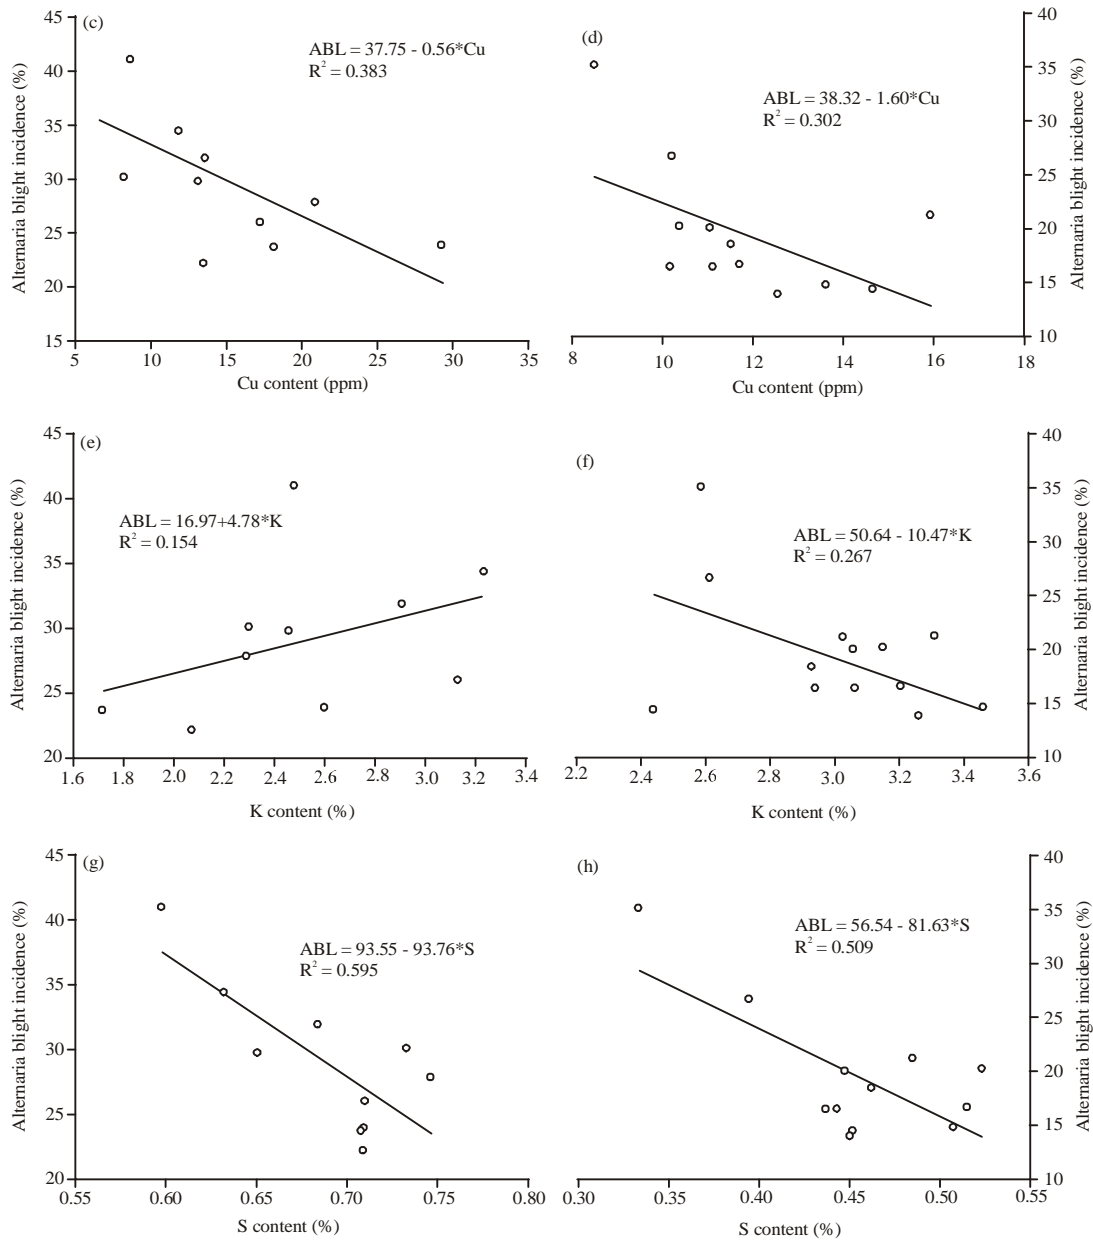 (c)
ABL = 37.75 - 0.56*Cu
R² = 0.383
Alternaria blight incidence (%)
45
40
35
30
25
20
15
5 10 15 20 25 30 35
Cu content (ppm)
(d)
ABL = 38.32 - 1.60*Cu
R² = 0.302
Alternaria blight incidence (%)
40
35
30
25
20
15
10
8 10 12 14 16 18
Cu content (ppm)
(e)
ABL = 16.97+4.78*K
R² = 0.154
Alternaria blight incidence (%)
45
40
35
30
25
20
1.6 1.8 2.0 2.2 2.4 2.6 2.8 3.0 3.2 3.4
K content (%)
(f)
ABL = 50.64 - 10.47*K
R² = 0.267
Alternaria blight incidence (%)
40
35
30
25
20
15
10
2.2 2.4 2.6 2.8 3.0 3.2 3.4 3.6
K content (%)
(g)
ABL = 93.55 - 93.76*S
R² = 0.595
Alternaria blight incidence (%)
45
40
35
30
25
20
0.55 0.60 0.65 0.70 0.75 0.80
S content (%)
(h)
ABL = 56.54 - 81.63*S
R² = 0.509
Alternaria blight incidence (%)
40
35
30
25
20
15
10
0.30 0.35 0.40 0.45 0.50 0.55
S content (%)